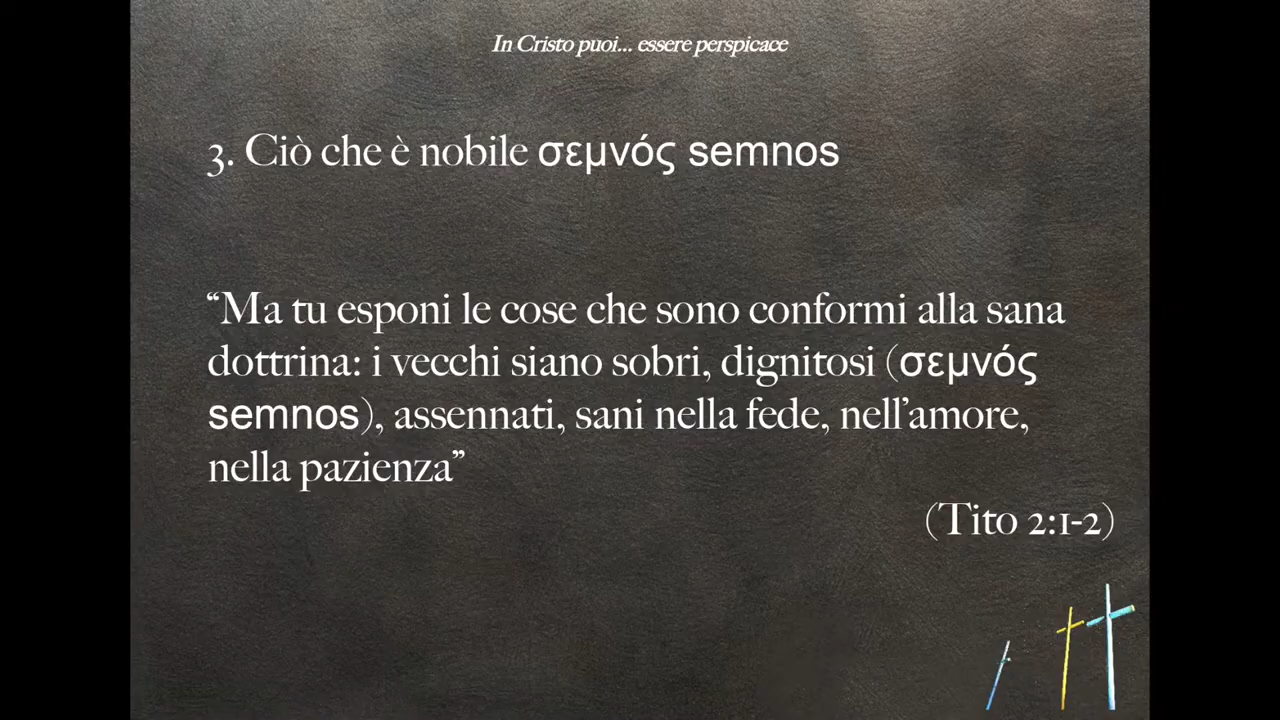 In Cristo puoi... essere perspicace
3. Ciò che è nobile σεμνός semnos
“Ma tu esponi le cose che sono conformi alla sana
dottrina: i vecchi siano sobri, dignitosi (σεμνός
semnos), assennati, sani nella fede, nell’amore,
nella pazienza”
(Tito 2:1-2)